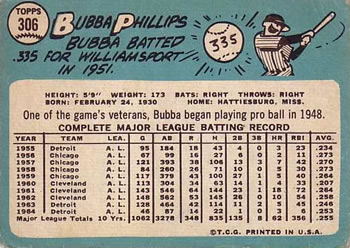 TOPPS
306
BUBBA PHILLIPS
BUBBA BATTED
.335 FOR WILLIAMSPORT
IN 1951.
335
HEIGHT: 5'9" WEIGHT: 173 BATS: RIGHT THROWS: RIGHT
BORN: FEBRUARY 24, 1930 HOME: HATTIESBURG, MISS.
One of the game's veterans, Bubba began playing pro ball in 1948.
COMPLETE MAJOR LEAGUE BATTING RECORD
YEAR TEAM LEA. G AB R H 2B 3B HR RBI AVG.
1955 Detroit A. L. 95 184 18 43 4 0 3 23 .234
1956 Chicago A. L. 67 99 16 27 6 0 2 11 .273
1957 Chicago A. L. 121 393 38 106 13 3 7 42 .270
1958 Chicago A. L. 84 260 26 71 10 0 5 30 .273
1959 Chicago A. L. 117 379 43 100 27 1 5 40 .264
1960 Cleveland A. L. 113 304 34 63 14 1 4 33 .207
1961 Cleveland A. L. 143 546 64 144 23 1 18 72 .264
1962 Cleveland A. L. 148 562 53 145 26 0 10 54 .258
1963 Detroit A. L. 128 464 42 114 11 2 5 45 .246
1964 Detroit A. L. 46 87 14 22 1 0 3 6 .253
Major League Totals 10 Yrs. 1062 3278 348 835 135 8 62 356 .255
©T.C.G. PRINTED IN U.S.A.